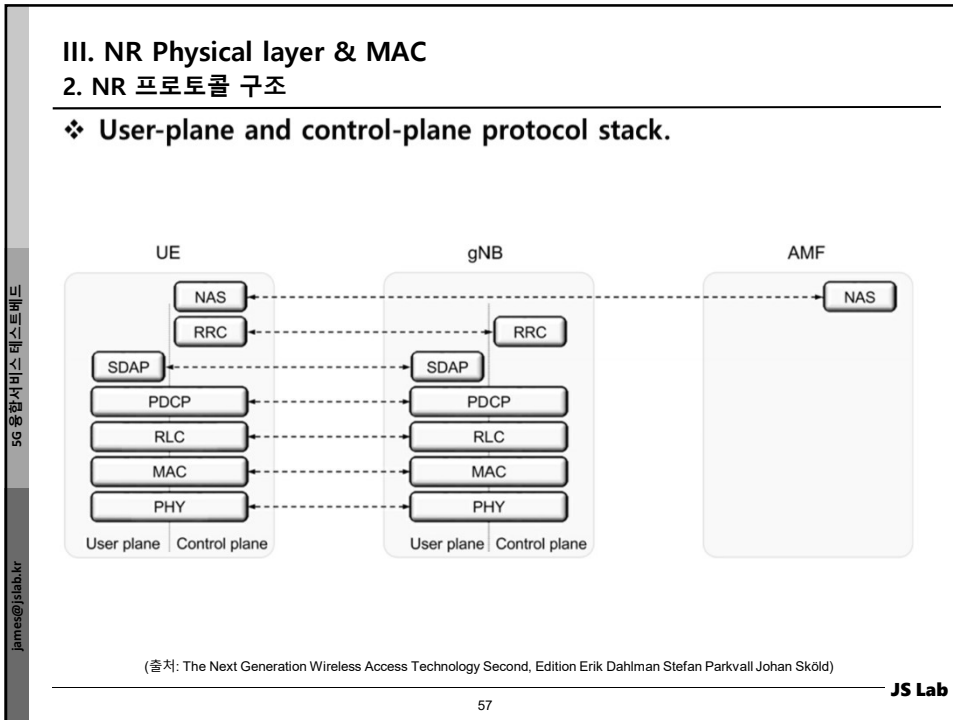 III. NR Physical layer & MAC
2. NR 프로토콜 구조
❖ User-plane and control-plane protocol stack.
UE
gNB
AMF
NAS
NAS
RRC
RRC
SDAP
SDAP
PDCP
PDCP
RLC
RLC
MAC
MAC
PHY
PHY
User plane Control plane
User plane Control plane
(출처: The Next Generation Wireless Access Technology Second, Edition Erik Dahlman Stefan Parkvall Johan Sköld)
57
JS Lab
5G 융합서비스 테스트베드
james@jslab.kr